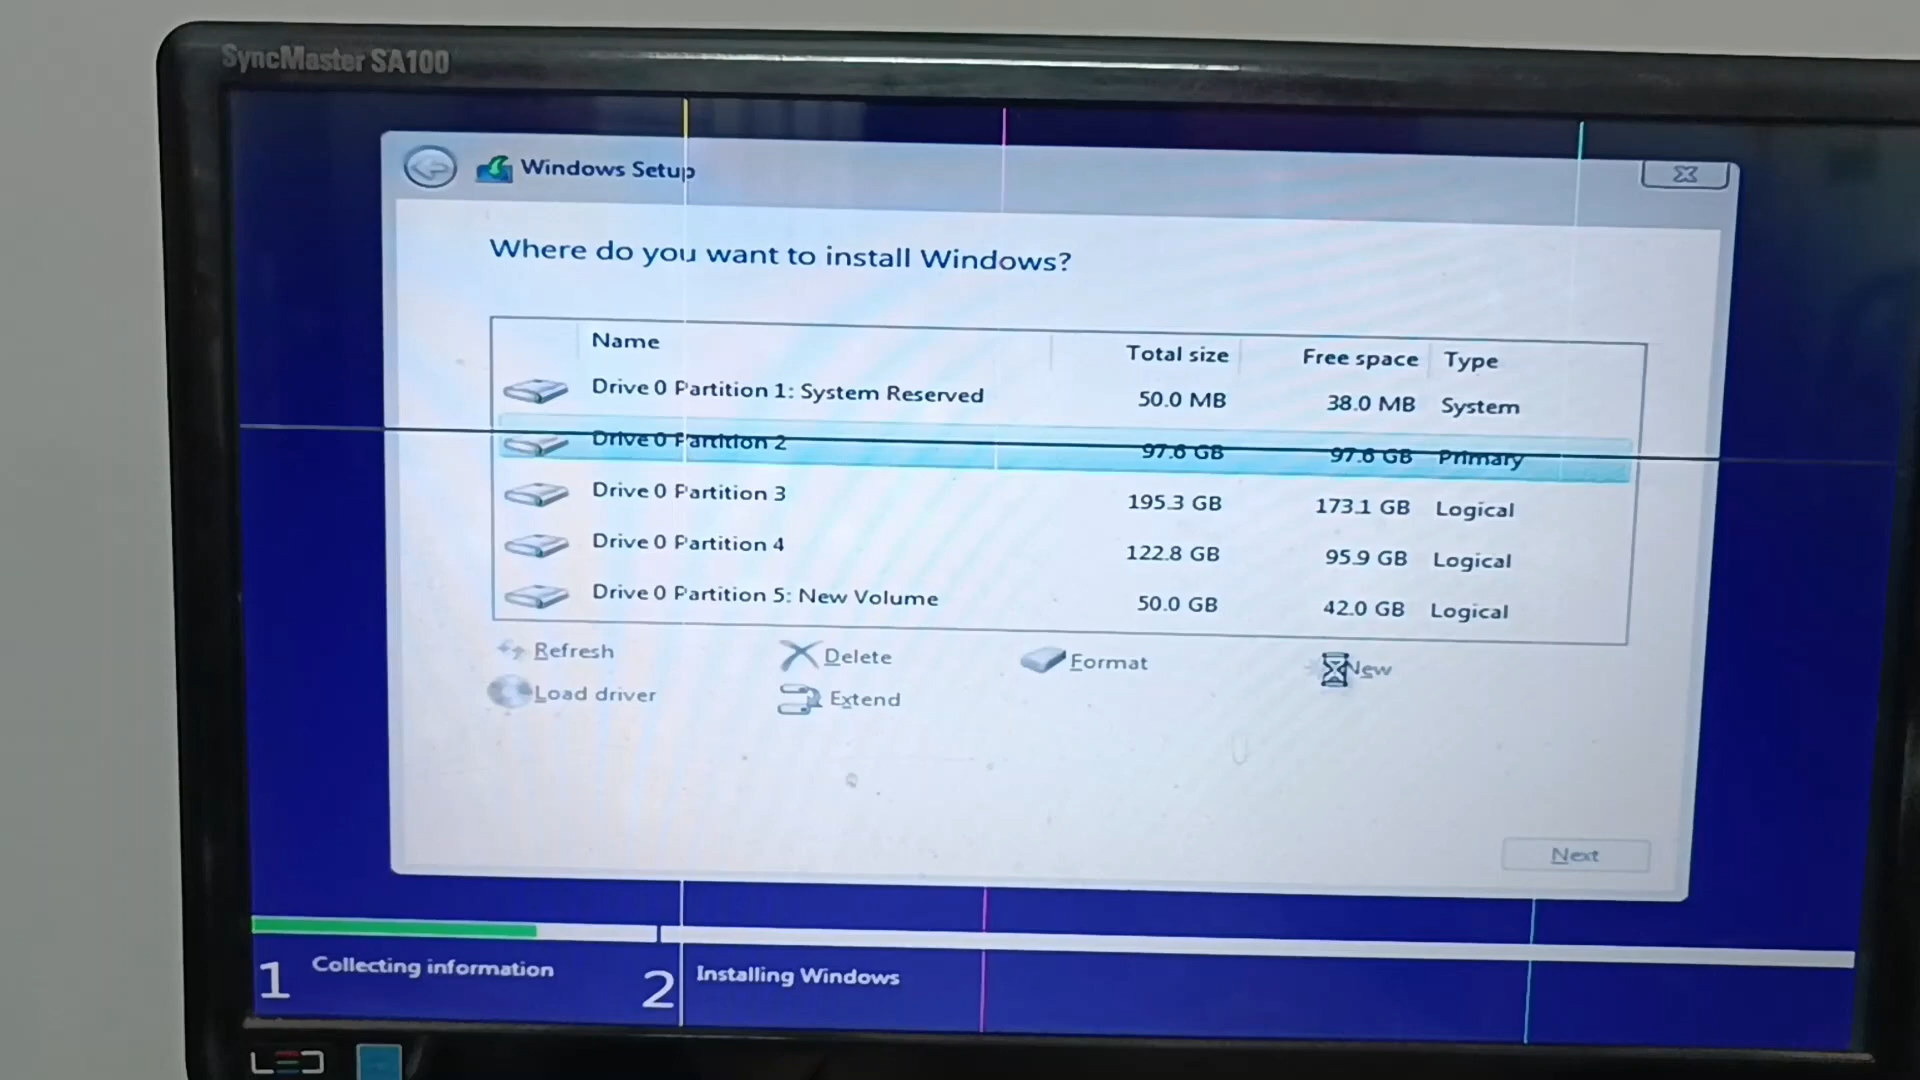 SyncMaster SA100
Windows Setup
Where do you want to install Windows?
Name Total size Free space Type
Drive 0 Partition 1: System Reserved 50.0 MB 38.0 MB System
Drive 0 Partition 2 97.6 GB 97.6 GB Primary
Drive 0 Partition 3 195.3 GB 173.1 GB Logical
Drive 0 Partition 4 122.8 GB 95.9 GB Logical
Drive 0 Partition 5: New Volume 50.0 GB 42.0 GB Logical
Refresh Delete Format New
Load driver Extend
Next
1 Collecting information 2 Installing Windows
LED